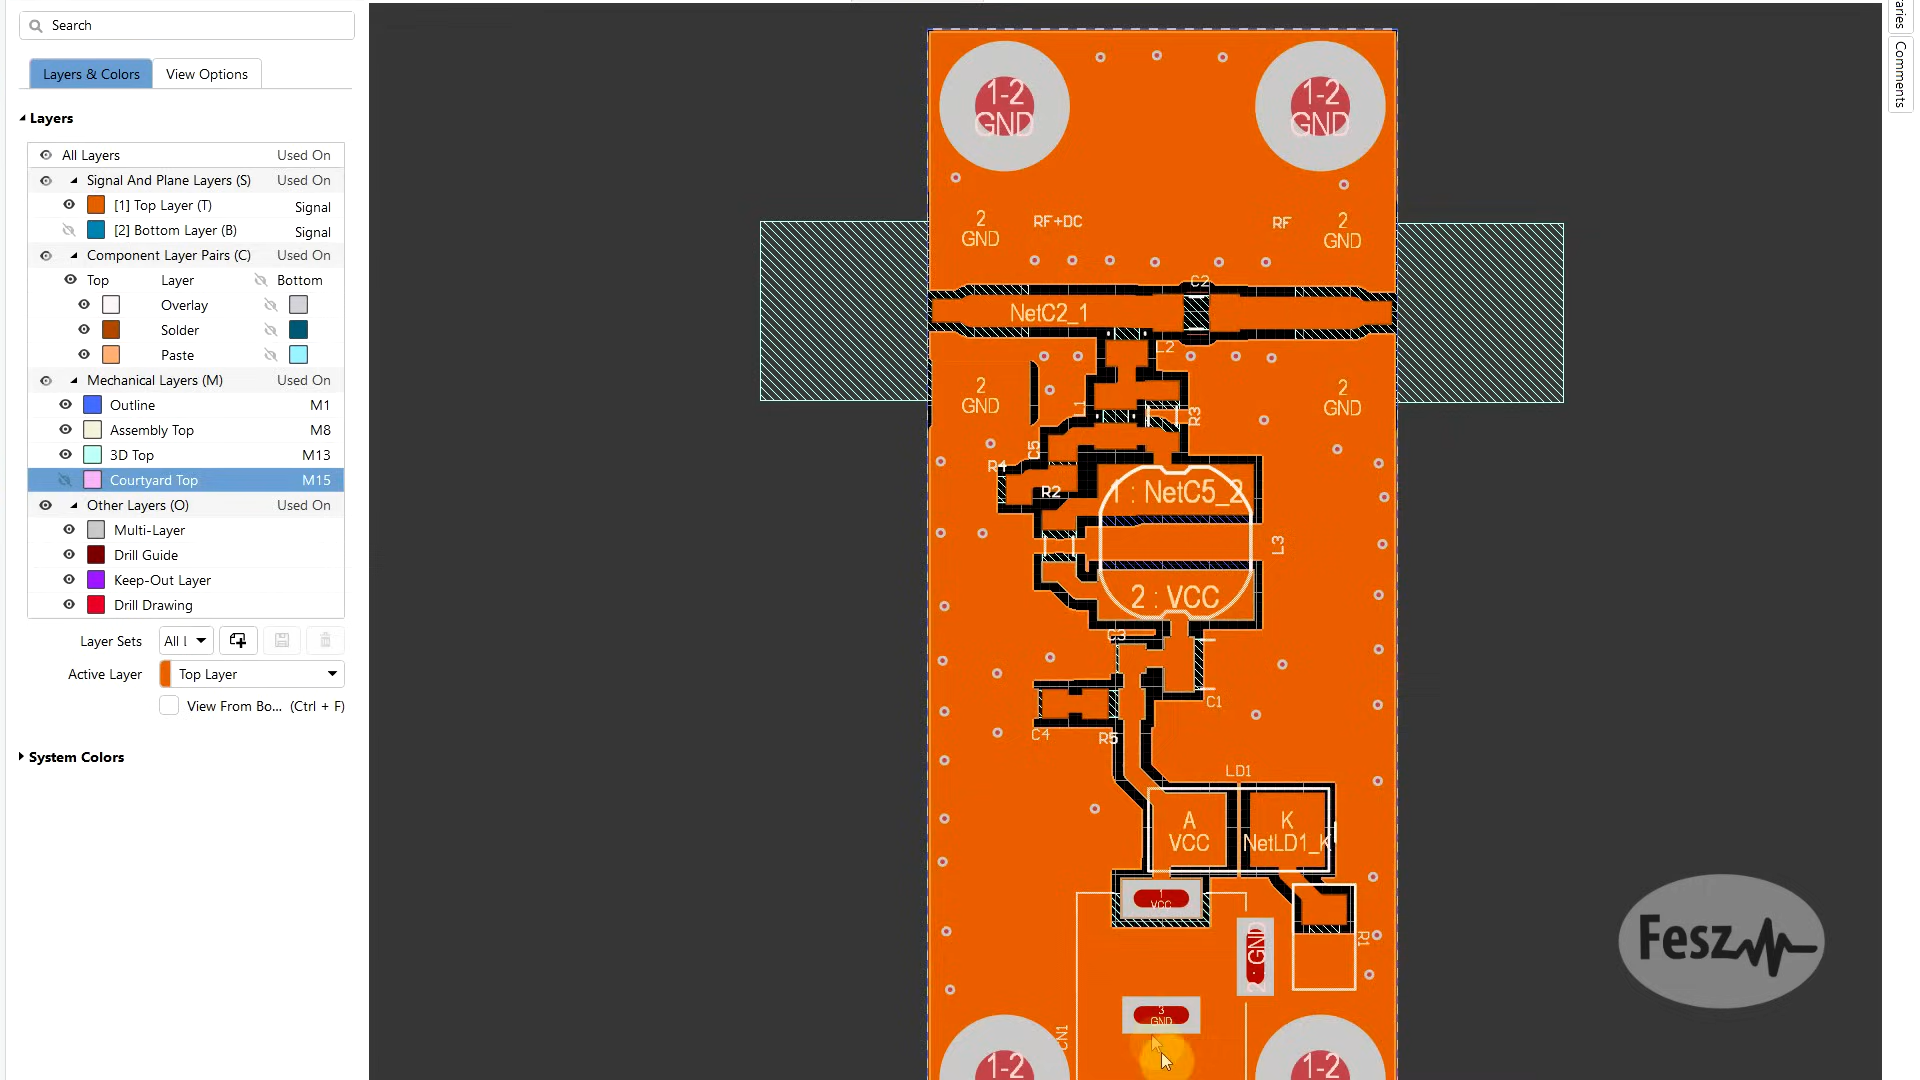 Search
Layers & Colors
View Options
Layers
All Layers Used On
Signal And Plane Layers (S) Used On
[1] Top Layer (T) Signal
[2] Bottom Layer (B) Signal
Component Layer Pairs (C) Used On
Top Layer Bottom
Overlay
Solder
Paste
Mechanical Layers (M) Used On
Outline M1
Assembly Top M8
3D Top M13
Courtyard Top M15
Other Layers (O) Used On
Multi-Layer
Drill Guide
Keep-Out Layer
Drill Drawing
Layer Sets All
Active Layer Top Layer
View From Bo... (Ctrl + F)
System Colors
Comments
1-2
GND
1-2
GND
2
GND
RF+DC
RF
2
GND
C2
NetC2_1
L2
2
GND
2
GND
R3
C5
R4
R2
1 : NetC5_2
L3
2 : VCC
C3
C1
C4
R5
LD1
A
VCC
K
NetLD1_K
1
VCC
2 : GND
R1
3
GND
CN1
1-2
1-2
Fesz